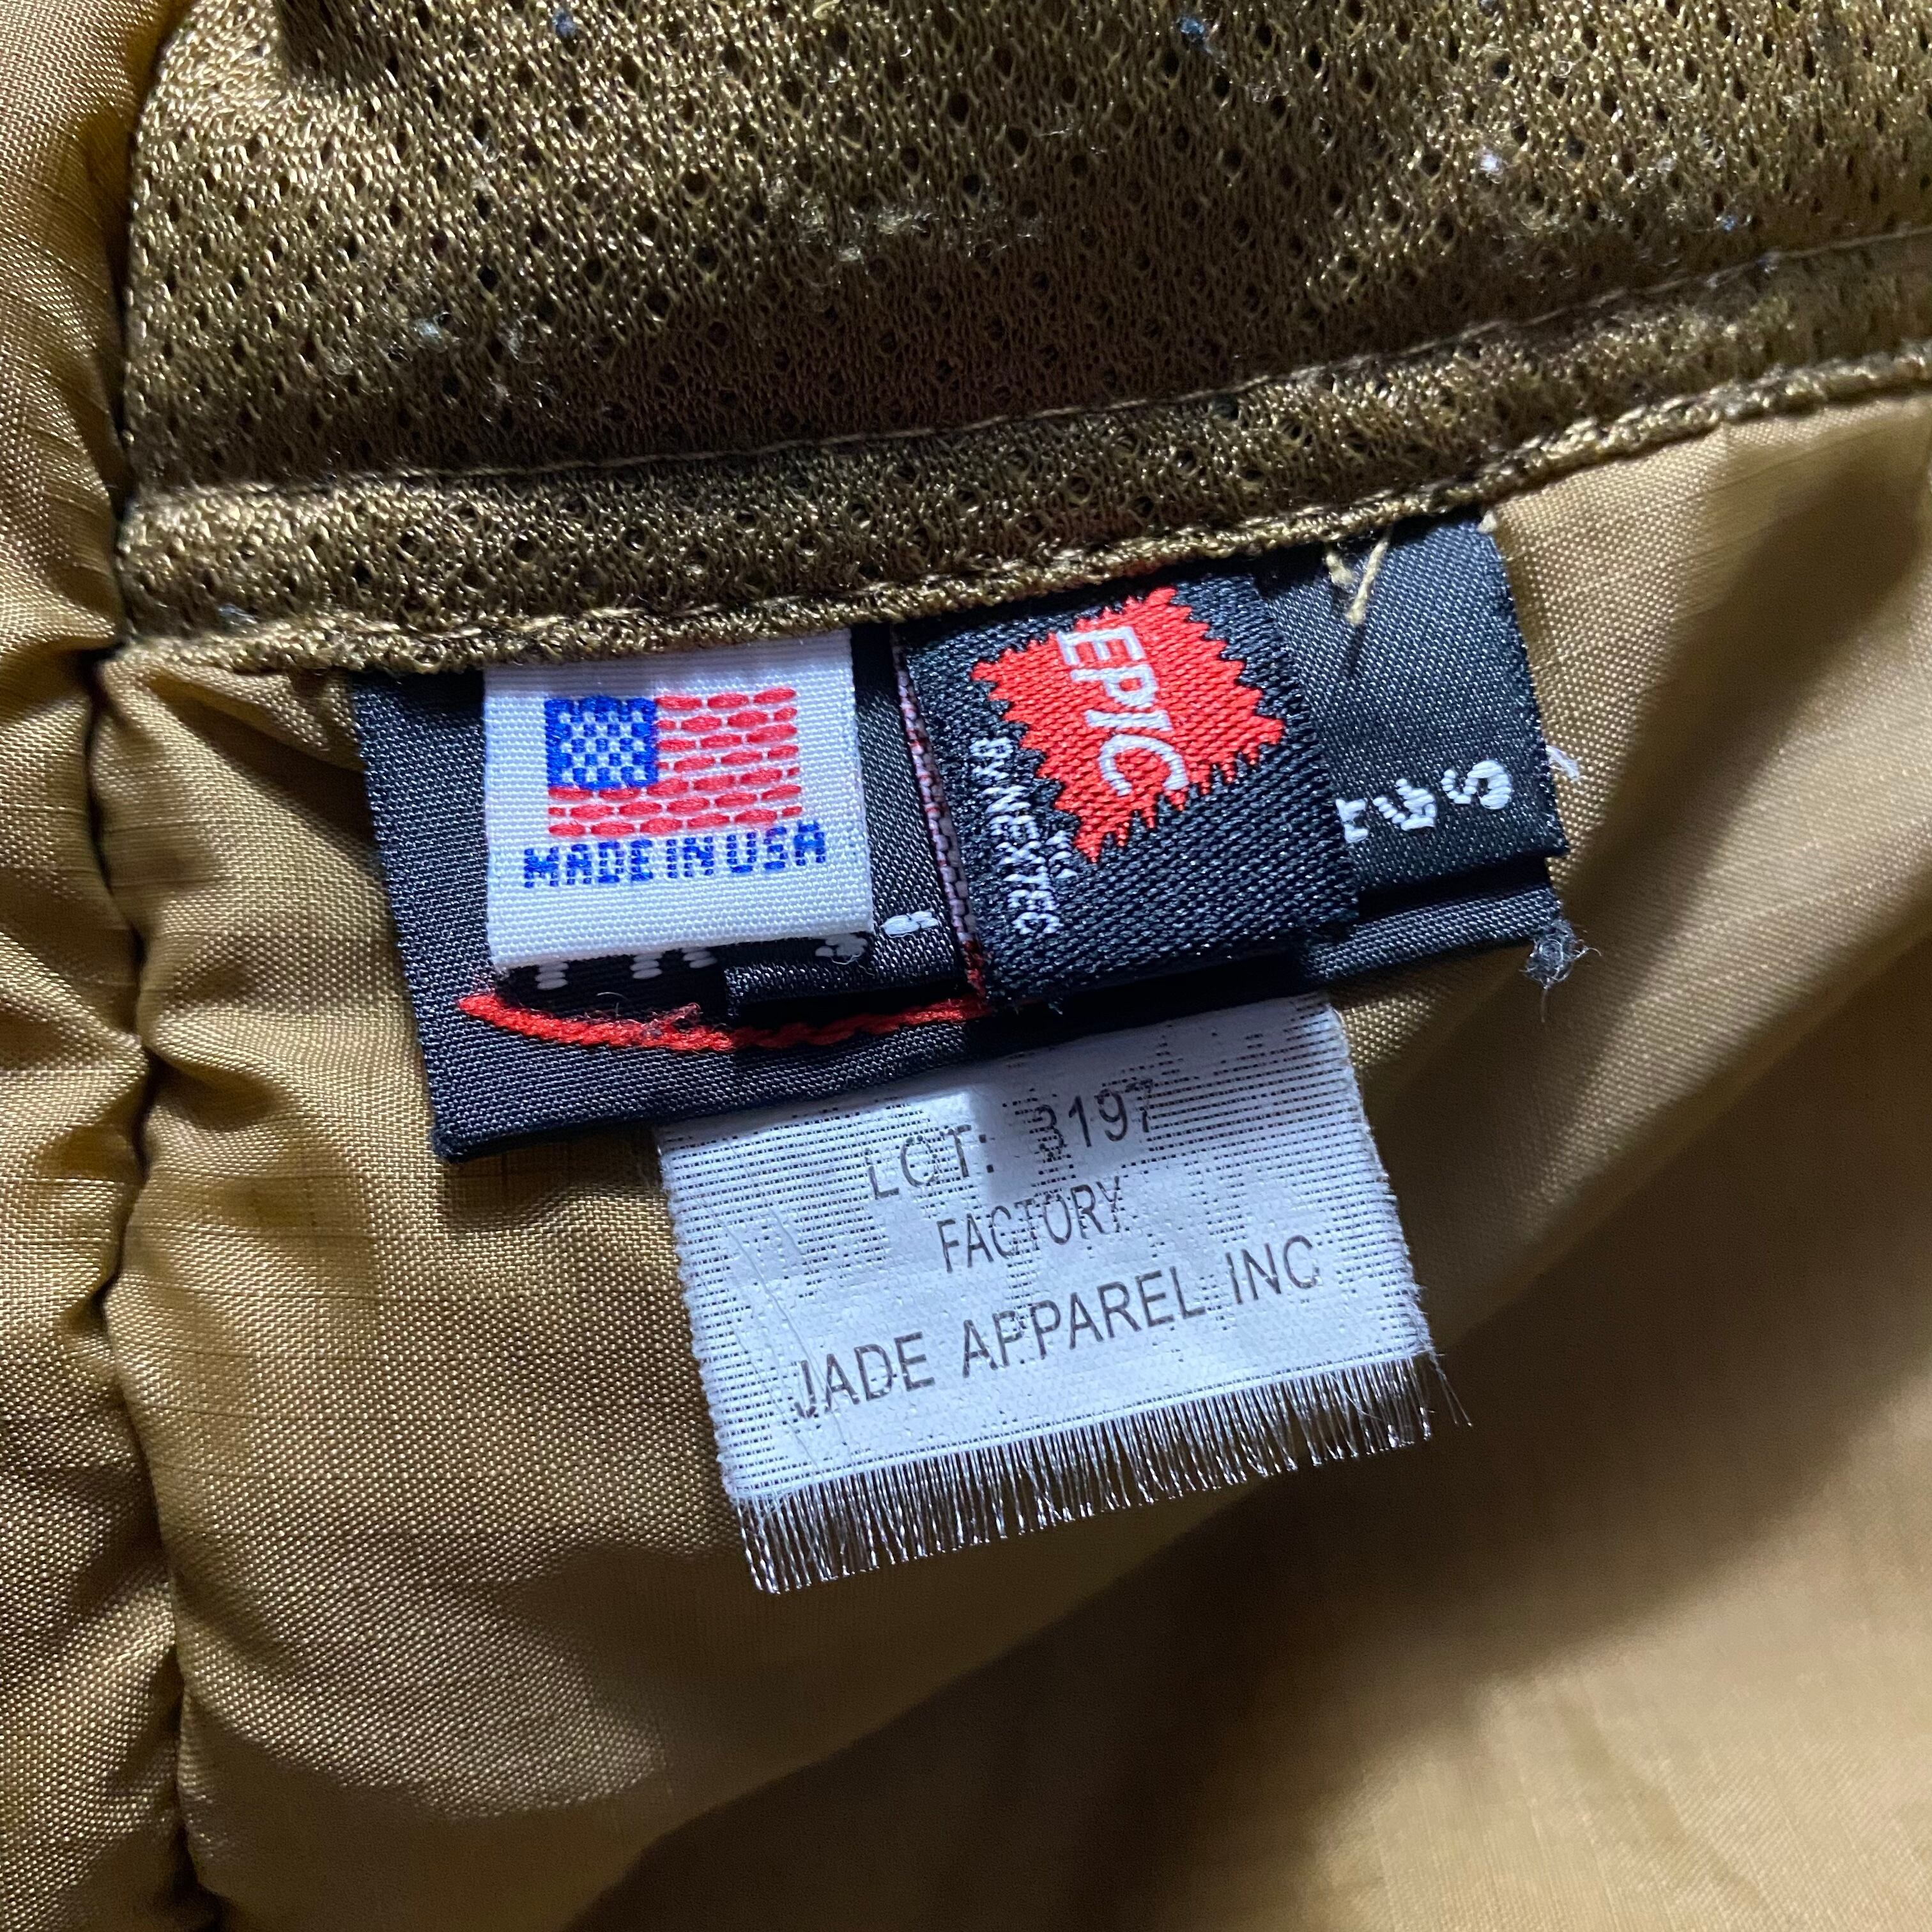 MADE IN USA
EPIC
BY NEXTEC
LOT: 3197
FACTORY
JADE APPAREL INC